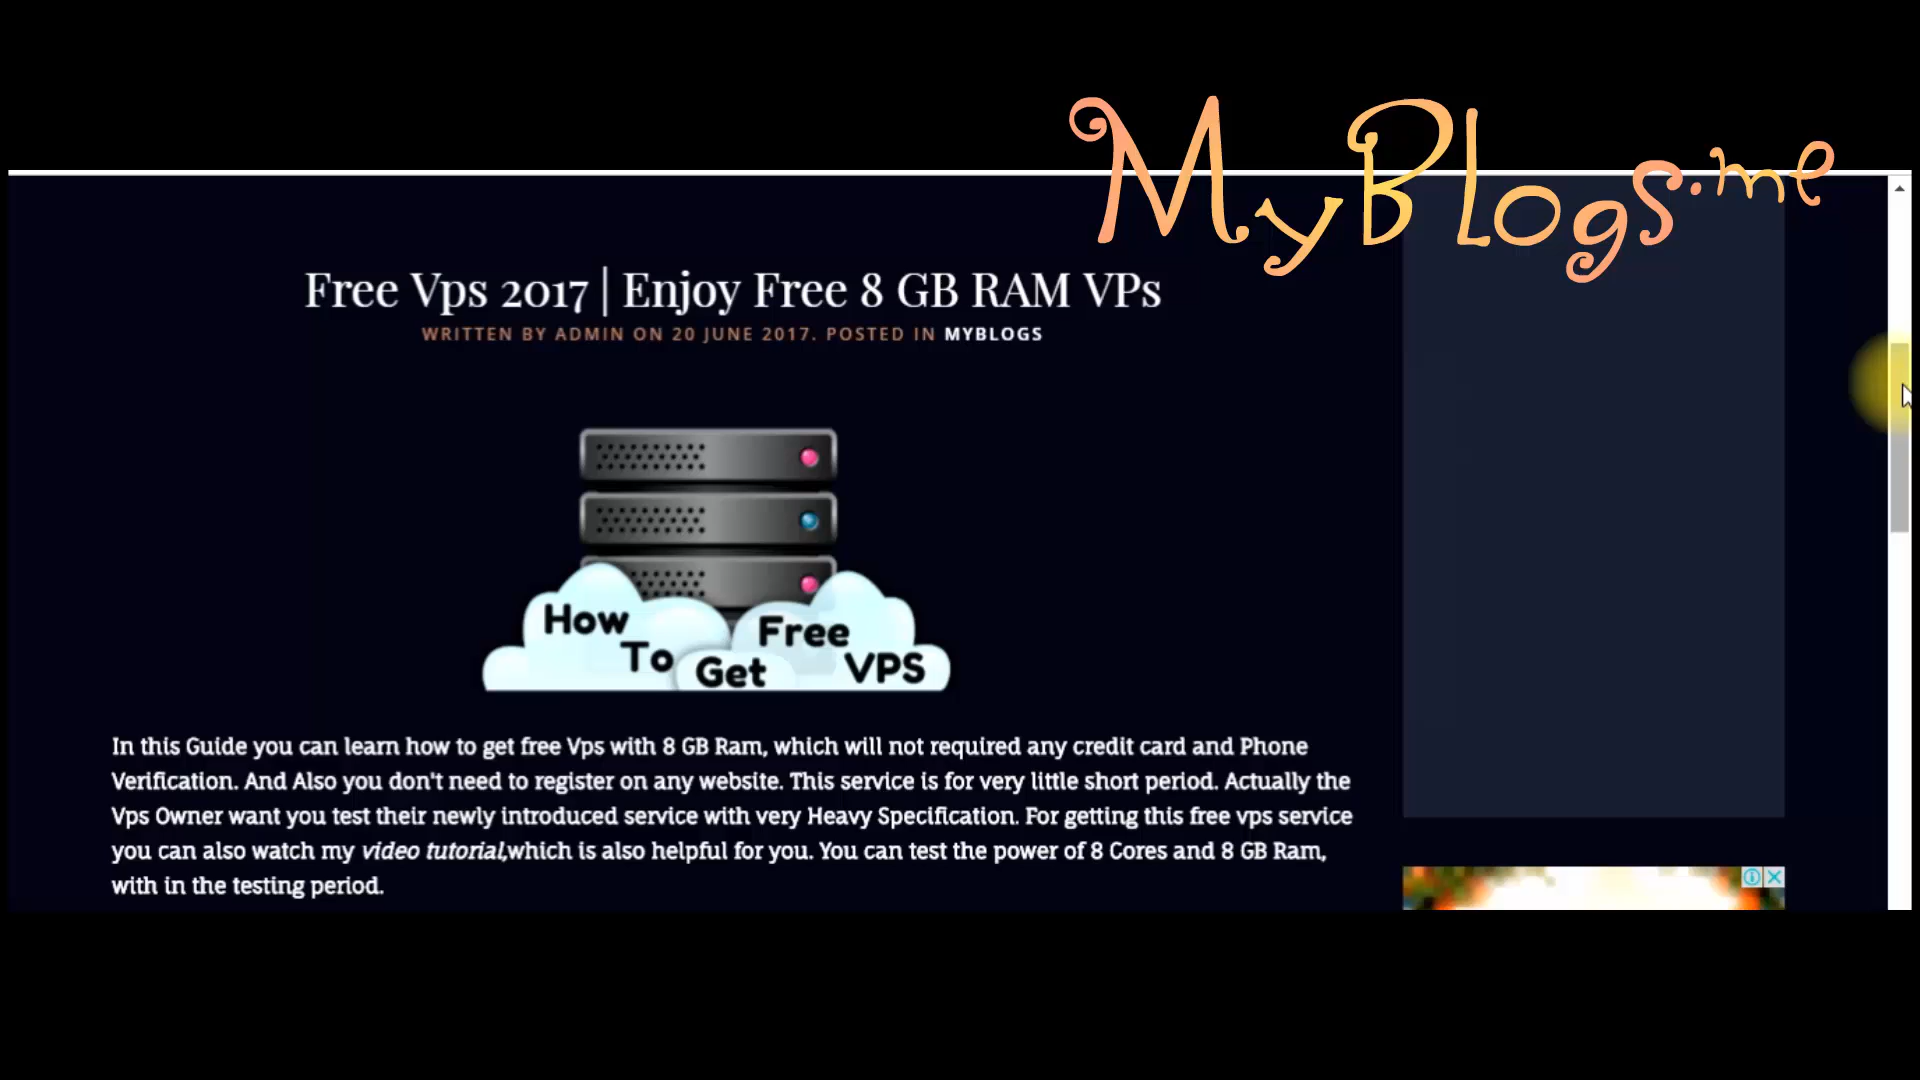 MyBlogs.me
Free Vps 2017 | Enjoy Free 8 GB RAM VPs
WRITTEN BY ADMIN ON 20 JUNE 2017. POSTED IN MYBLOGS
How To Get Free VPS
In this Guide you can learn how to get free Vps with 8 GB Ram, which will not required any credit card and Phone
Verification. And Also you don't need to register on any website. This service is for very little short period. Actually the
Vps Owner want you test their newly introduced service with very Heavy Specification. For getting this free vps service
you can also watch my video tutorial,which is also helpful for you. You can test the power of 8 Cores and 8 GB Ram,
with in the testing period.